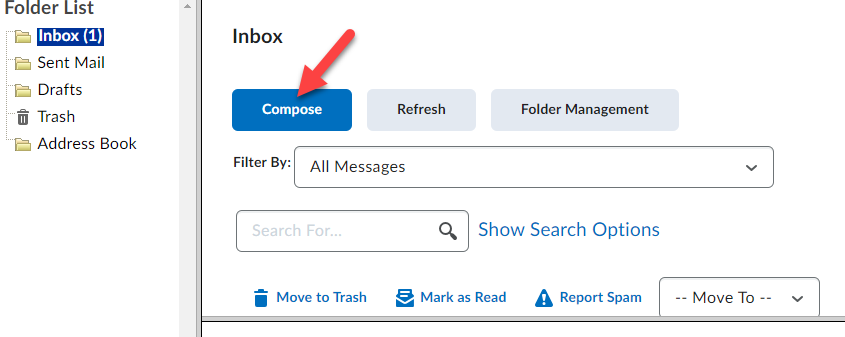 Folder List
Inbox (1)
Sent Mail
Drafts
Trash
Address Book
Inbox
Compose Refresh Folder Management
Filter By: All Messages
Search For... Show Search Options
Move to Trash Mark as Read Report Spam -- Move To --